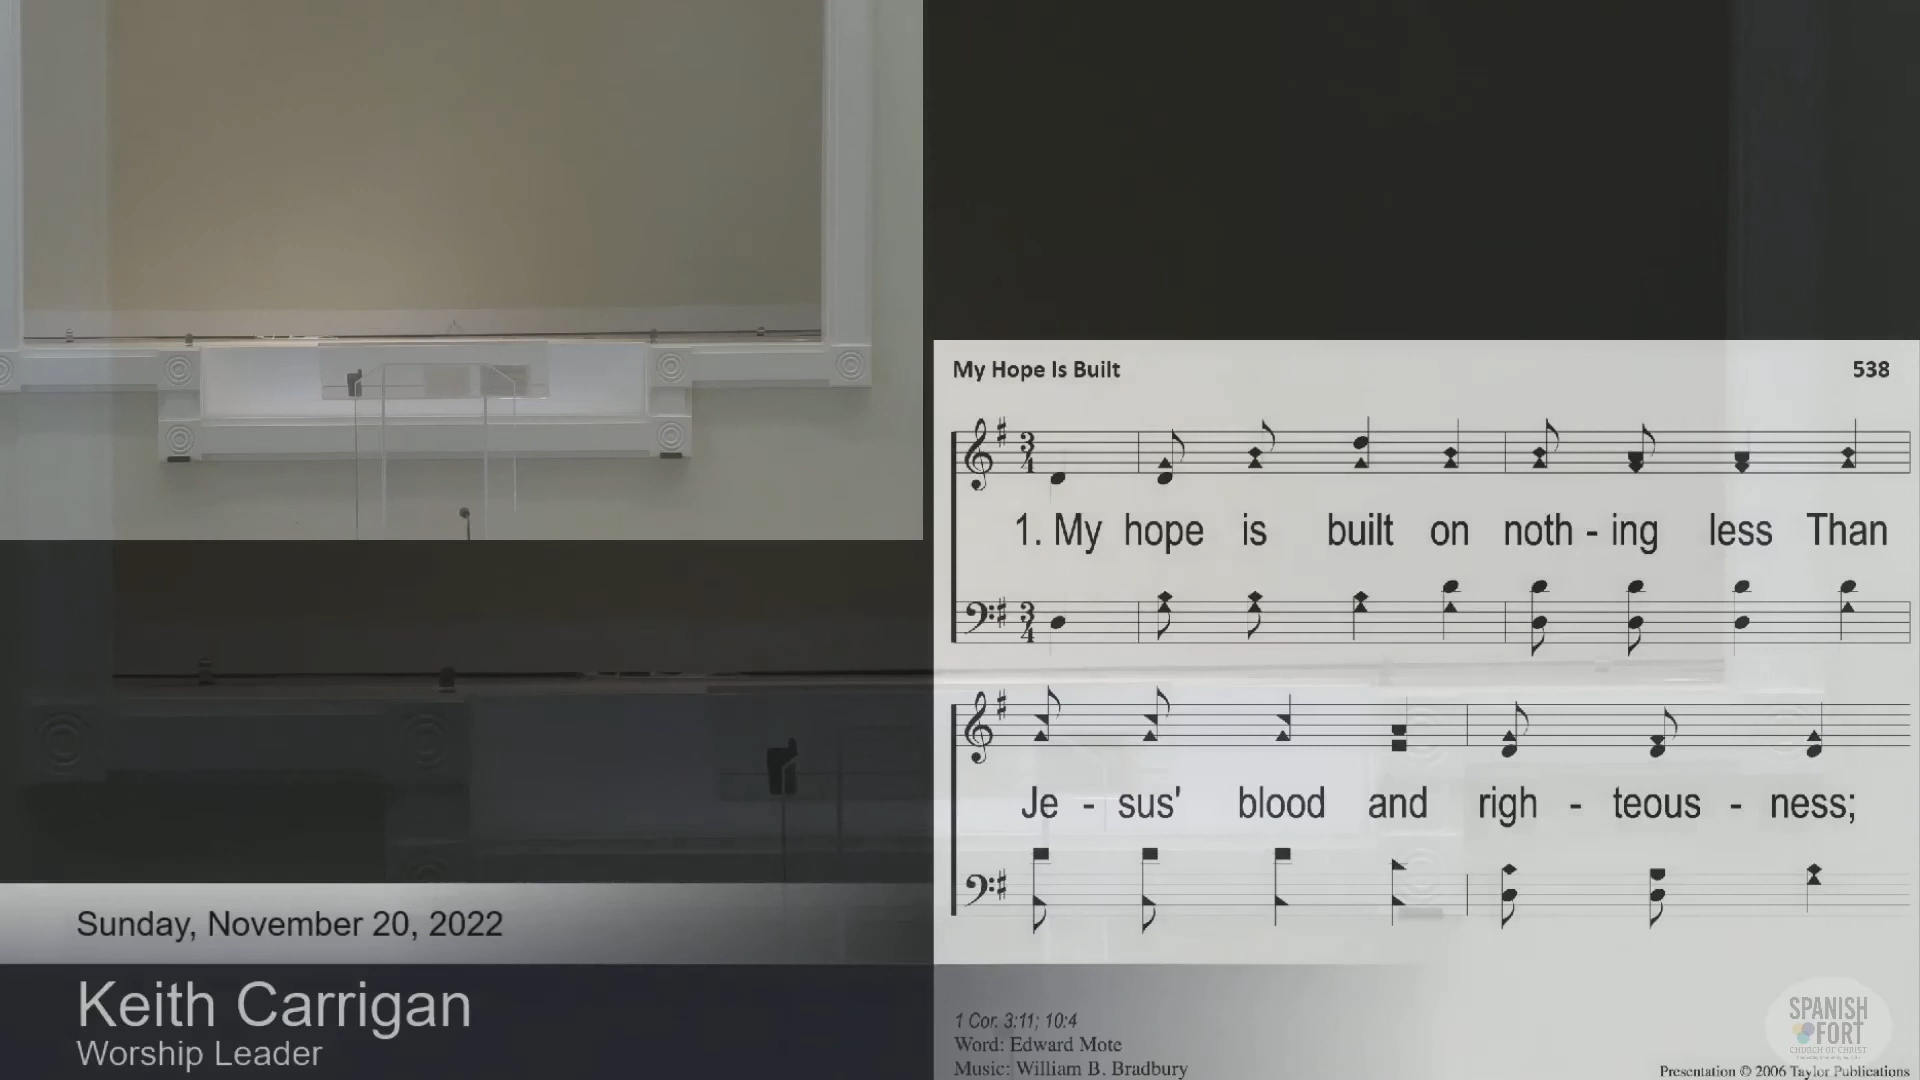 My Hope Is Built 538
1. My hope is built on noth - ing less Than
Je - sus' blood and righ - teous - ness;
Sunday, November 20, 2022
Keith Carrigan
Worship Leader
1 Cor. 3:11; 10:4
Word: Edward Mote
Music: William B. Bradbury
SPANISH
FORT
CHURCH OF CHRIST
Presentation © 2006 Taylor Publications